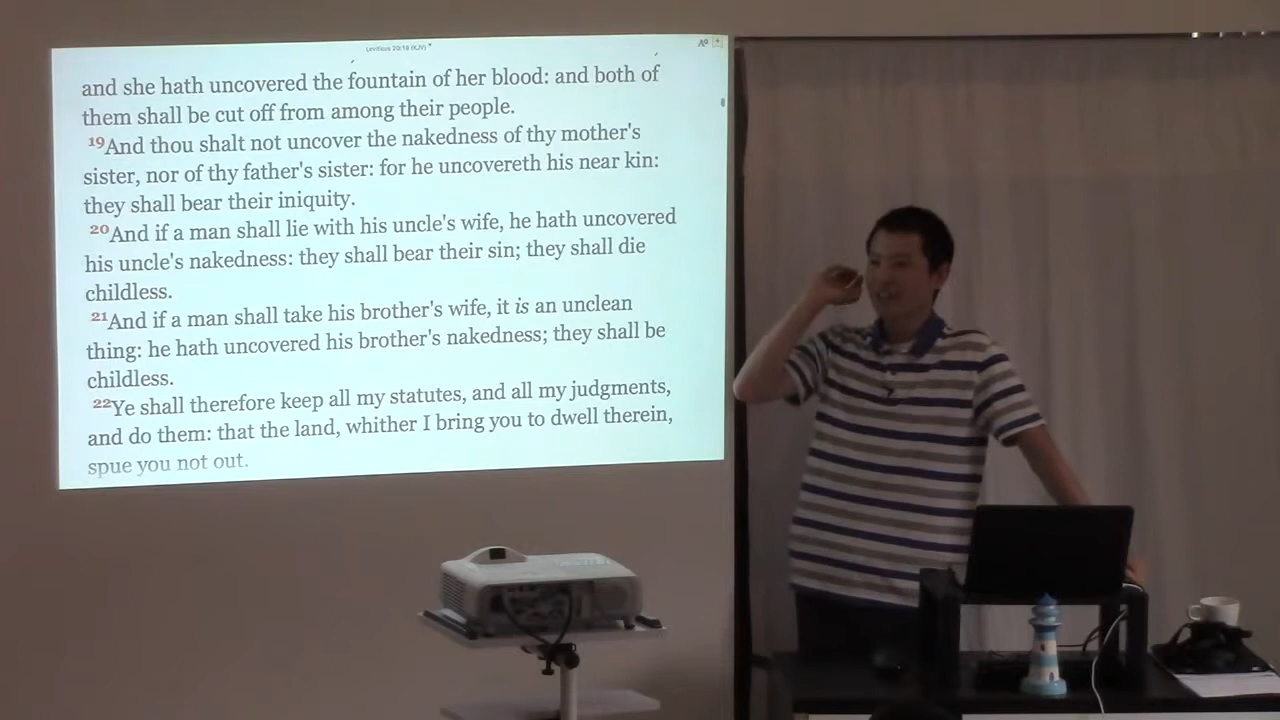 Leviticus 20:18 (KJV)
and she hath uncovered the fountain of her blood: and both of
them shall be cut off from among their people.
19And thou shalt not uncover the nakedness of thy mother's
sister, nor of thy father's sister: for he uncovereth his near kin:
they shall bear their iniquity.
20And if a man shall lie with his uncle's wife, he hath uncovered
his uncle's nakedness: they shall bear their sin; they shall die
childless.
21And if a man shall take his brother's wife, it is an unclean
thing: he hath uncovered his brother's nakedness; they shall be
childless.
22Ye shall therefore keep all my statutes, and all my judgments,
and do them: that the land, whither I bring you to dwell therein,
spue you not out.